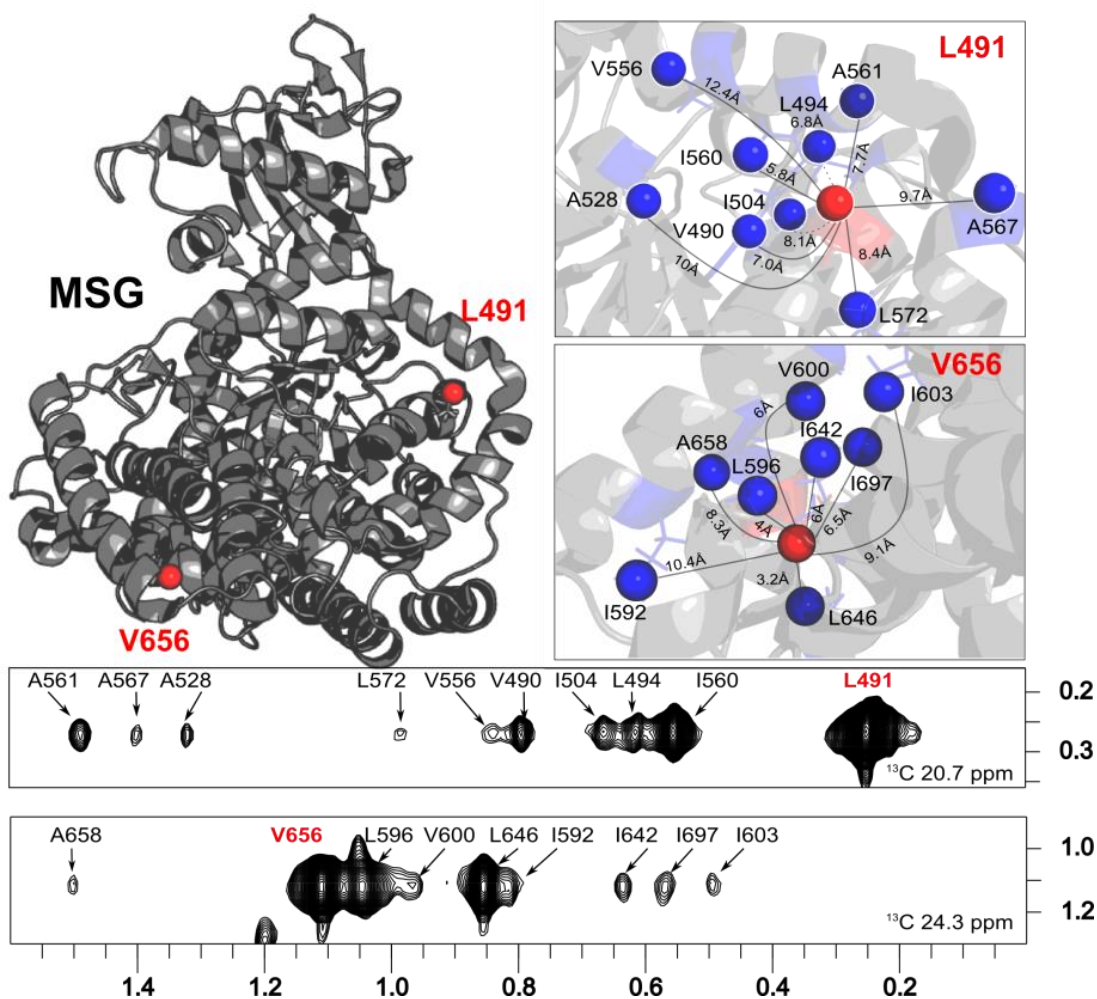 MSG
L491
V656
L491
V556
A561
12.4Å
L494
6.8Å
7.7Å
I560
5.8Å
A528
I504
9.7Å
A567
V490
8.1Å
7.0Å
8.4Å
10Å
L572
V656
V600
I603
6Å
I642
A658
L596
I697
8.3Å
4Å
6Å
6.5Å
9.1Å
10.4Å
3.2Å
I592
L646
A561 A567 A528 L572 V556 V490 I504 L494 I560 L491
0.2
0.3
¹³C 20.7 ppm
A658 V656 L596 V600 L646 I592 I642 I697 I603
1.0
1.2
¹³C 24.3 ppm
1.4 1.2 1.0 0.8 0.6 0.4 0.2